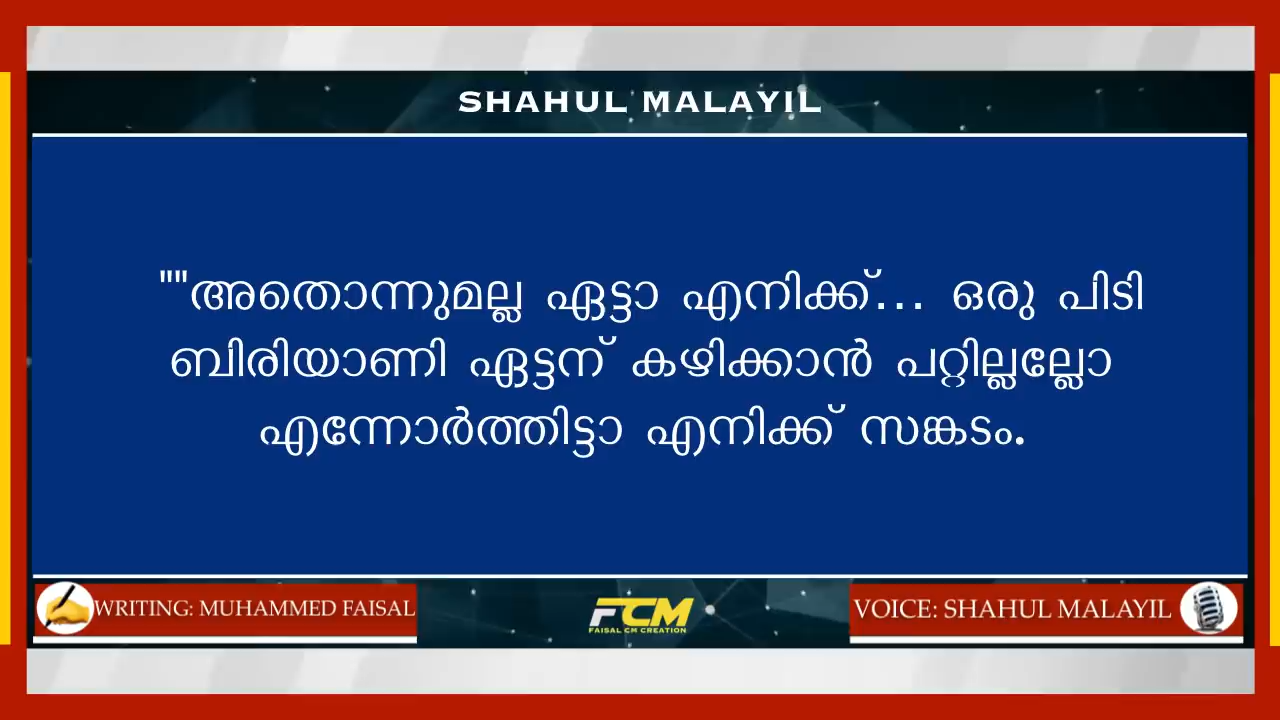 SHAHUL MALAYIL
""അതൊന്നുമല്ല ഏട്ടാ എനിക്ക്... ഒരു പിടി
ബിരിയാണി ഏട്ടന് കഴിക്കാൻ പറ്റില്ലല്ലോ
എന്നോർത്തിട്ടാ എനിക്ക് സങ്കടം.
WRITING: MUHAMMED FAISAL
FCM
FAISAL CM CREATION
VOICE: SHAHUL MALAYIL